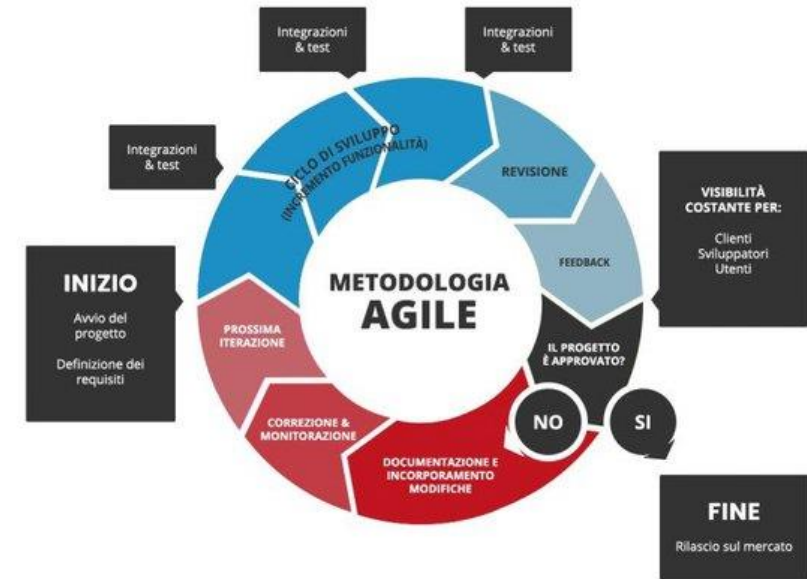 Integrazioni
& test
Integrazioni
& test
Integrazioni
& test
CICLO DI SVILUPPO
(INCREMENTO FUNZIONALITÀ)
REVISIONE
FEEDBACK
VISIBILITÀ
COSTANTE PER:
Clienti
Sviluppatori
Utenti
INIZIO
Avvio del
progetto
Definizione dei
requisiti
METODOLOGIA
AGILE
PROSSIMA
ITERAZIONE
IL PROGETTO
È APPROVATO?
NO
SI
CORREZIONE &
MONITORAZIONE
DOCUMENTAZIONE E
INCORPORAMENTO
MODIFICHE
FINE
Rilascio sul mercato